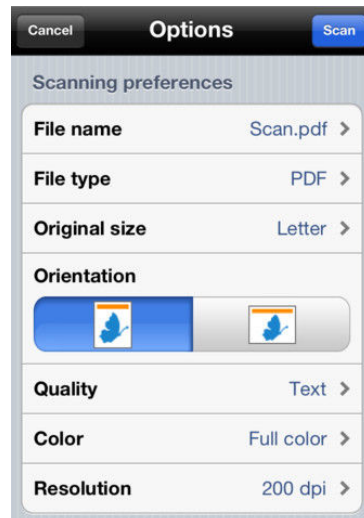 Cancel Options Scan
Scanning preferences
File name Scan.pdf
File type PDF
Original size Letter
Orientation
Quality Text
Color Full color
Resolution 200 dpi